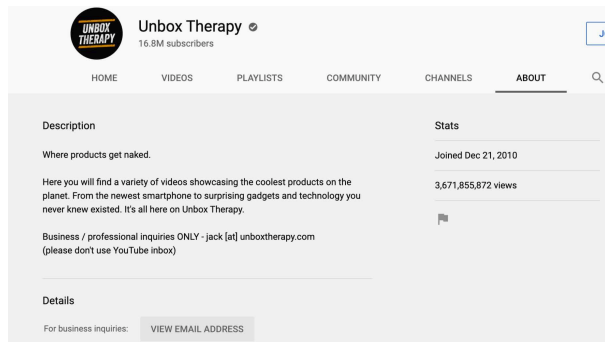 UNBOX
THERAPY
Unbox Therapy
16.8M subscribers
HOME VIDEOS PLAYLISTS COMMUNITY CHANNELS ABOUT
Description
Where products get naked.
Here you will find a variety of videos showcasing the coolest products on the
planet. From the newest smartphone to surprising gadgets and technology you
never knew existed. It's all here on Unbox Therapy.
Business / professional inquiries ONLY - jack [at] unboxtherapy.com
(please don't use YouTube inbox)
Stats
Joined Dec 21, 2010
3,671,855,872 views
Details
For business inquiries: VIEW EMAIL ADDRESS